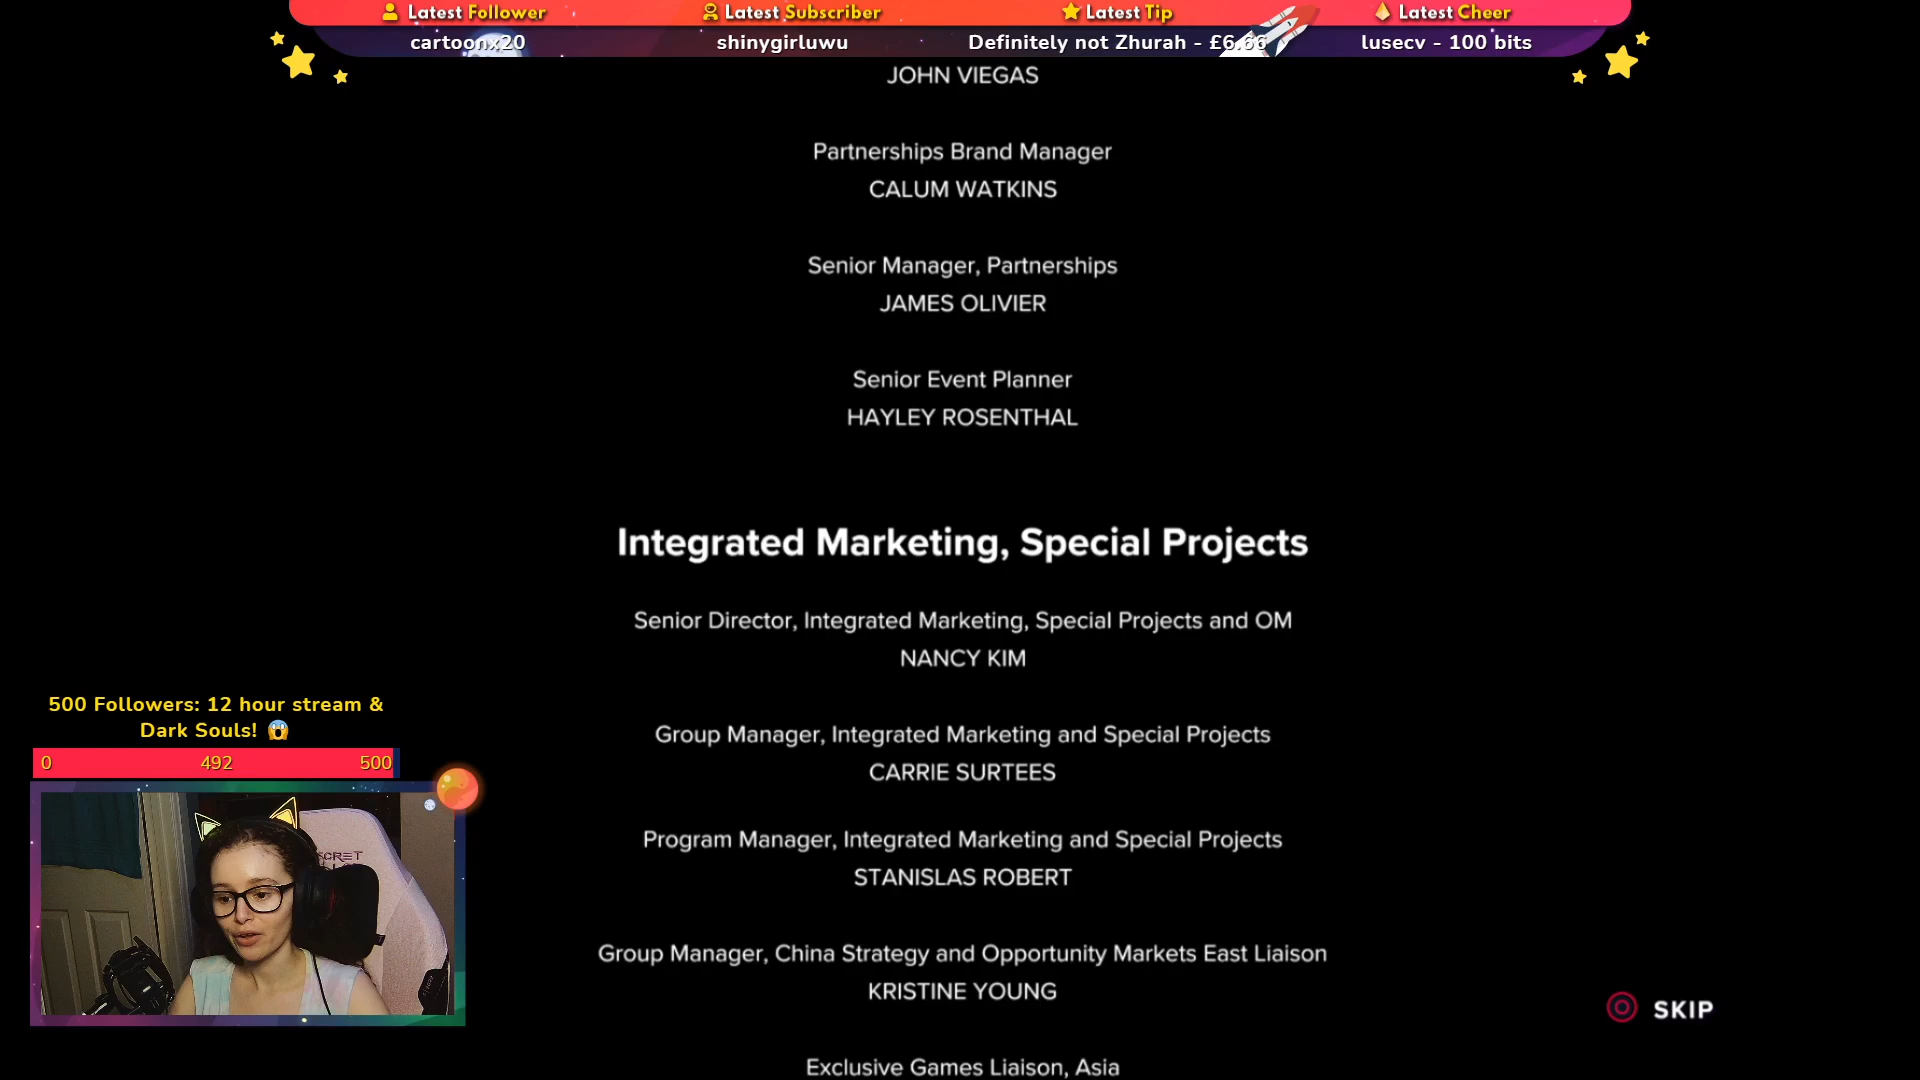 Latest Follower
cartoonx20
Latest Subscriber
shinygirluwu
Latest Tip
Definitely not Zhurah - £6.66
Latest Cheer
lusecv - 100 bits
JOHN VIEGAS
Partnerships Brand Manager
CALUM WATKINS
Senior Manager, Partnerships
JAMES OLIVIER
Senior Event Planner
HAYLEY ROSENTHAL
Integrated Marketing, Special Projects
Senior Director, Integrated Marketing, Special Projects and OM
NANCY KIM
Group Manager, Integrated Marketing and Special Projects
CARRIE SURTEES
Program Manager, Integrated Marketing and Special Projects
STANISLAS ROBERT
Group Manager, China Strategy and Opportunity Markets East Liaison
KRISTINE YOUNG
Exclusive Games Liaison, Asia
500 Followers: 12 hour stream &
Dark Souls! 😱
0 492 500
SKIP